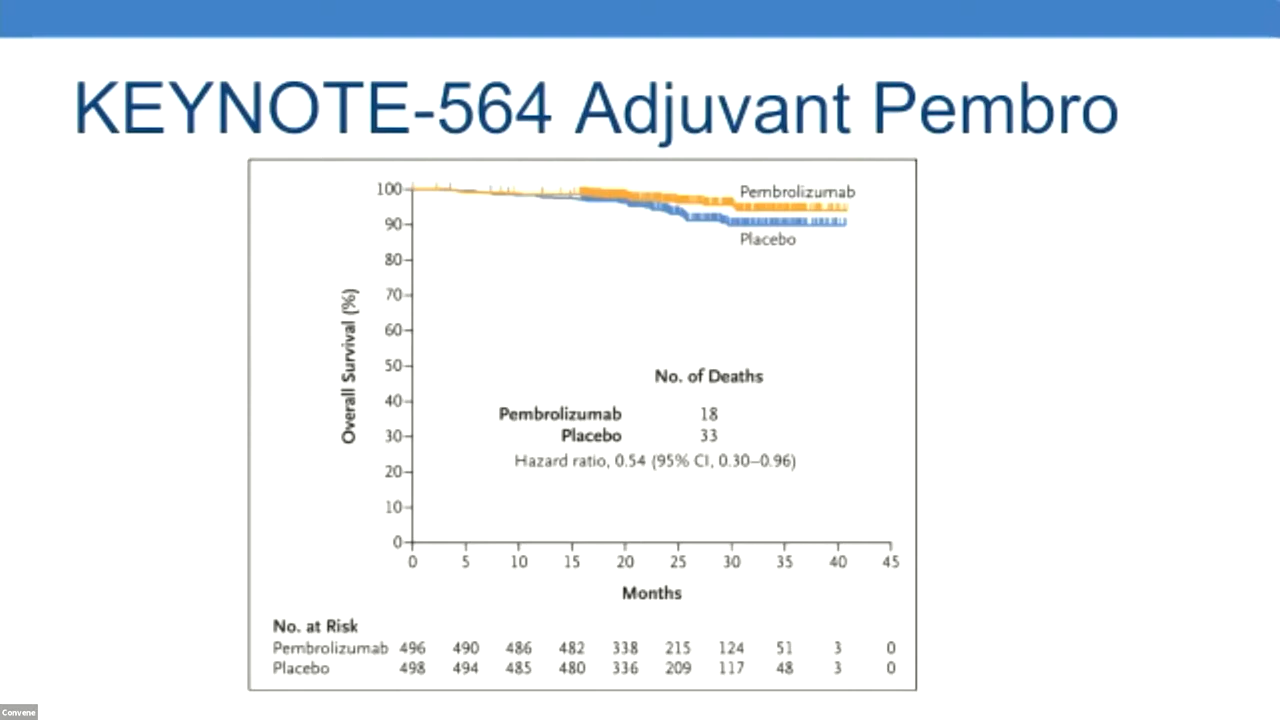 KEYNOTE-564 Adjuvant Pembro
100
90
80
70
60
50
40
30
20
10
0
Overall Survival (%)
Pembrolizumab
Placebo
No. of Deaths
Pembrolizumab 18
Placebo 33
Hazard ratio, 0.54 (95% CI, 0.30–0.96)
0 5 10 15 20 25 30 35 40 45
Months
No. at Risk
Pembrolizumab 496 490 486 482 338 215 124 51 3 0
Placebo 498 494 485 480 336 209 117 48 3 0
Convene